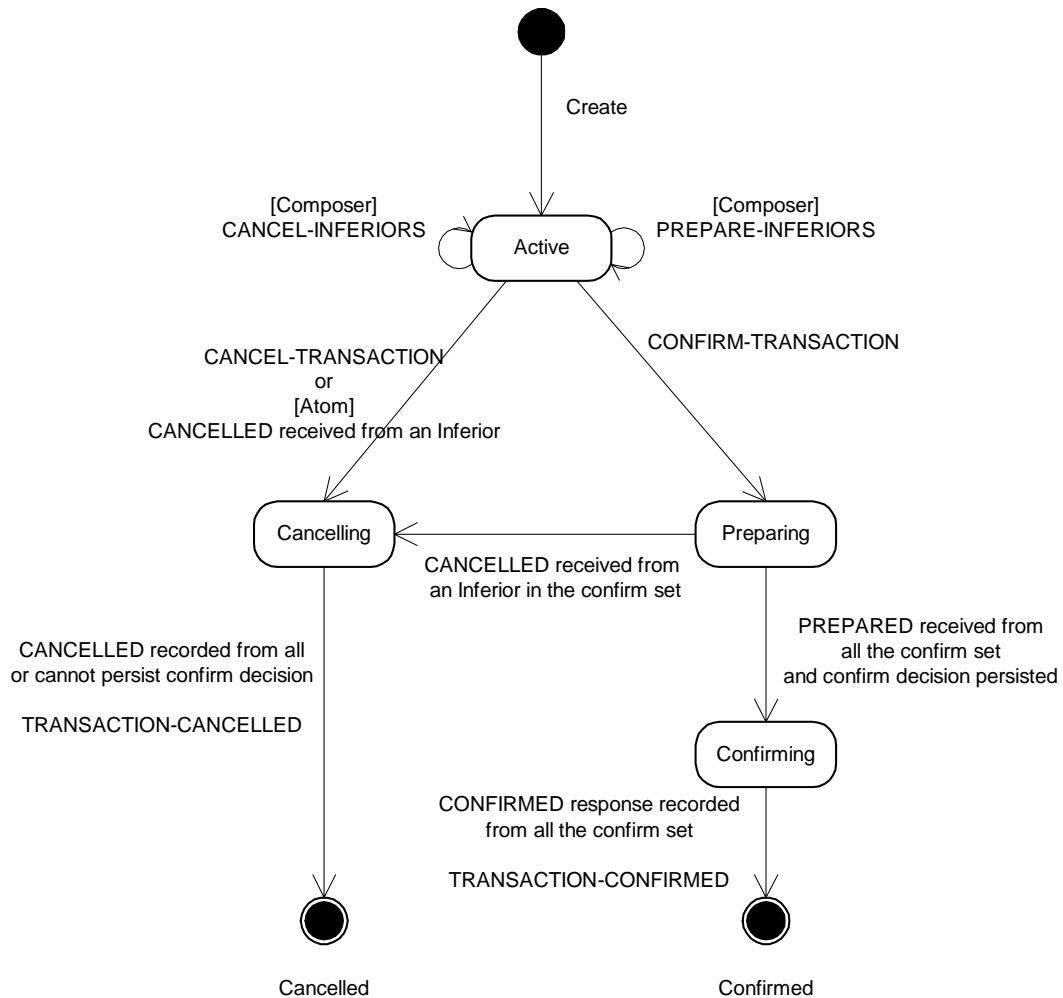 Create
[Composer]
CANCEL-INFERIORS
[Composer]
PREPARE-INFERIORS
Active
CANCEL-TRANSACTION
or
[Atom]
CANCELLED received from an Inferior
CONFIRM-TRANSACTION
Cancelling
Preparing
CANCELLED received from
an Inferior in the confirm set
CANCELLED recorded from all
or cannot persist confirm decision
TRANSACTION-CANCELLED
PREPARED received from
all the confirm set
and confirm decision persisted
Confirming
CONFIRMED response recorded
from all the confirm set
TRANSACTION-CONFIRMED
Cancelled
Confirmed